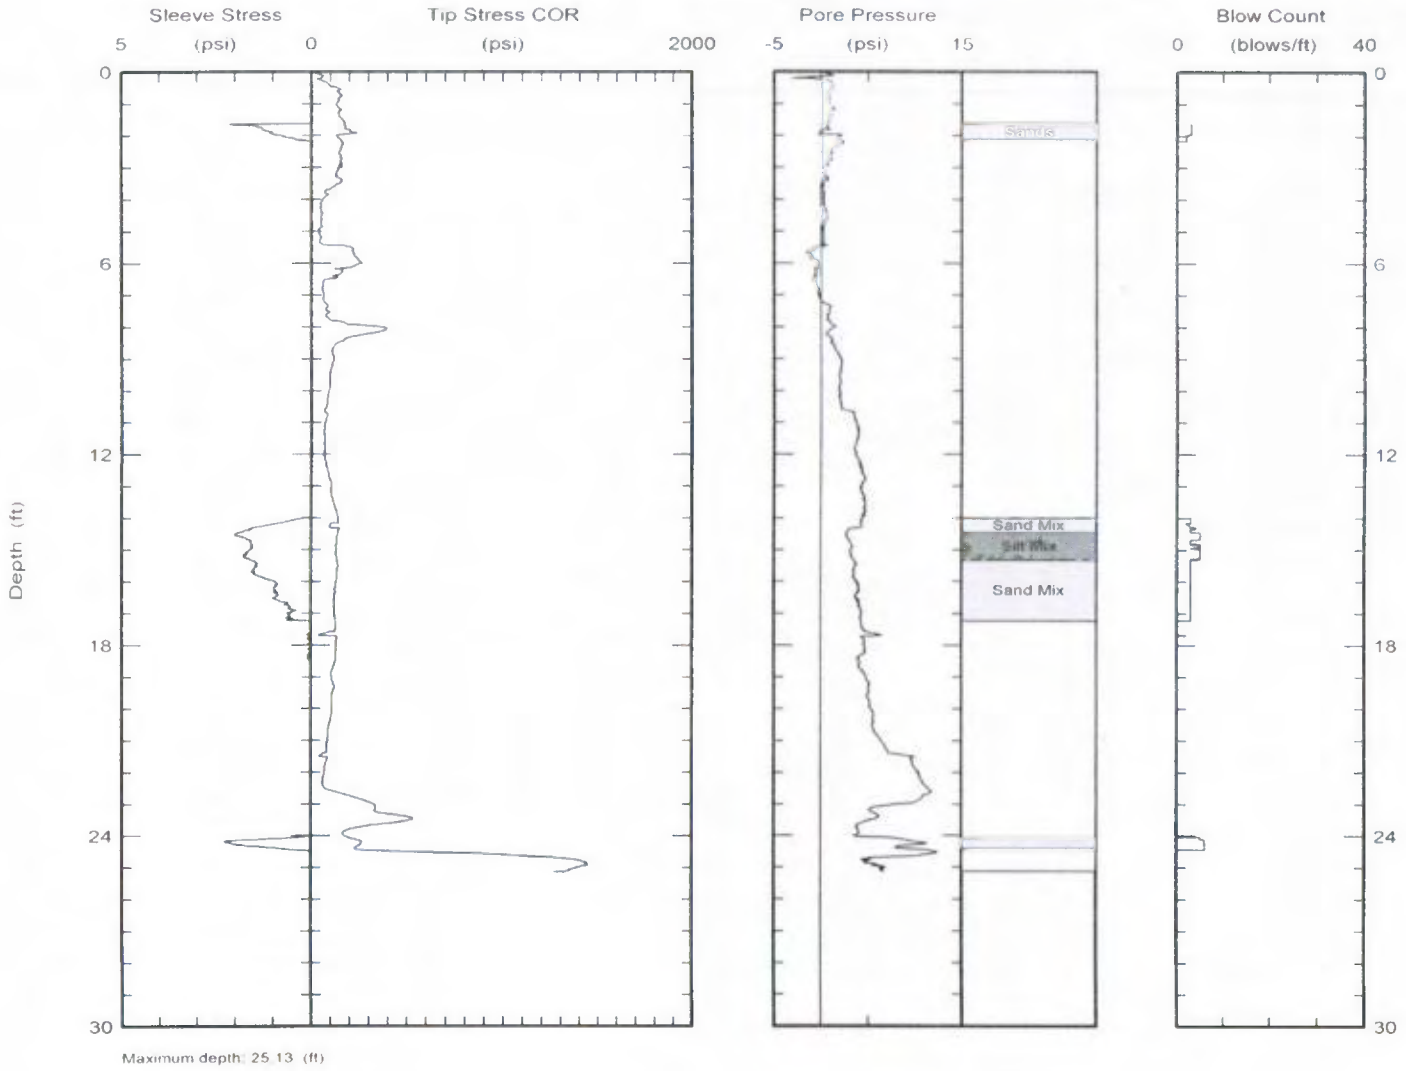 Sleeve Stress Tip Stress COR Pore Pressure Blow Count
5 (psi) 0 (psi) 2000 -5 (psi) 15 0 (blows/ft) 40
0 0
Sands
6 6
12 12
Sand Mix
Silt Mix
Sand Mix
18 18
24 24
30 30
Depth (ft)
Maximum depth: 25.13 (ft)